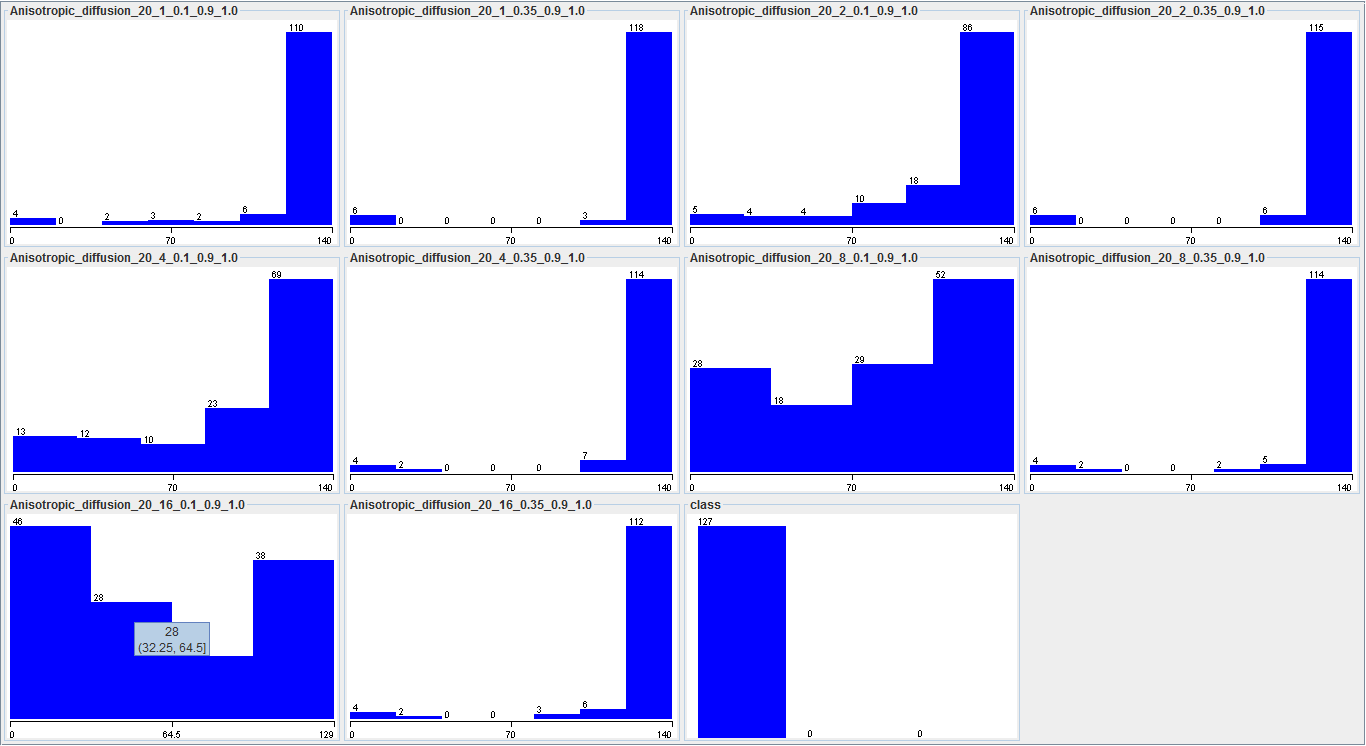 Anisotropic_diffusion_20_1_0.1_0.9_1.0
4 0 2 3 2 6 110
0 70 140
Anisotropic_diffusion_20_1_0.35_0.9_1.0
6 0 0 0 0 3 118
0 70 140
Anisotropic_diffusion_20_2_0.1_0.9_1.0
5 4 4 10 18 86
0 70 140
Anisotropic_diffusion_20_2_0.35_0.9_1.0
6 0 0 0 0 6 115
0 70 140
Anisotropic_diffusion_20_4_0.1_0.9_1.0
13 12 10 23 69
0 70 140
Anisotropic_diffusion_20_4_0.35_0.9_1.0
4 2 0 0 0 7 114
0 70 140
Anisotropic_diffusion_20_8_0.1_0.9_1.0
28 18 29 52
0 70 140
Anisotropic_diffusion_20_8_0.35_0.9_1.0
4 2 0 0 2 5 114
0 70 140
Anisotropic_diffusion_20_16_0.1_0.9_1.0
46 28 38
28
(32.25, 64.5]
0 64.5 129
Anisotropic_diffusion_20_16_0.35_0.9_1.0
4 2 0 0 3 6 112
0 70 140
class
127 0 0